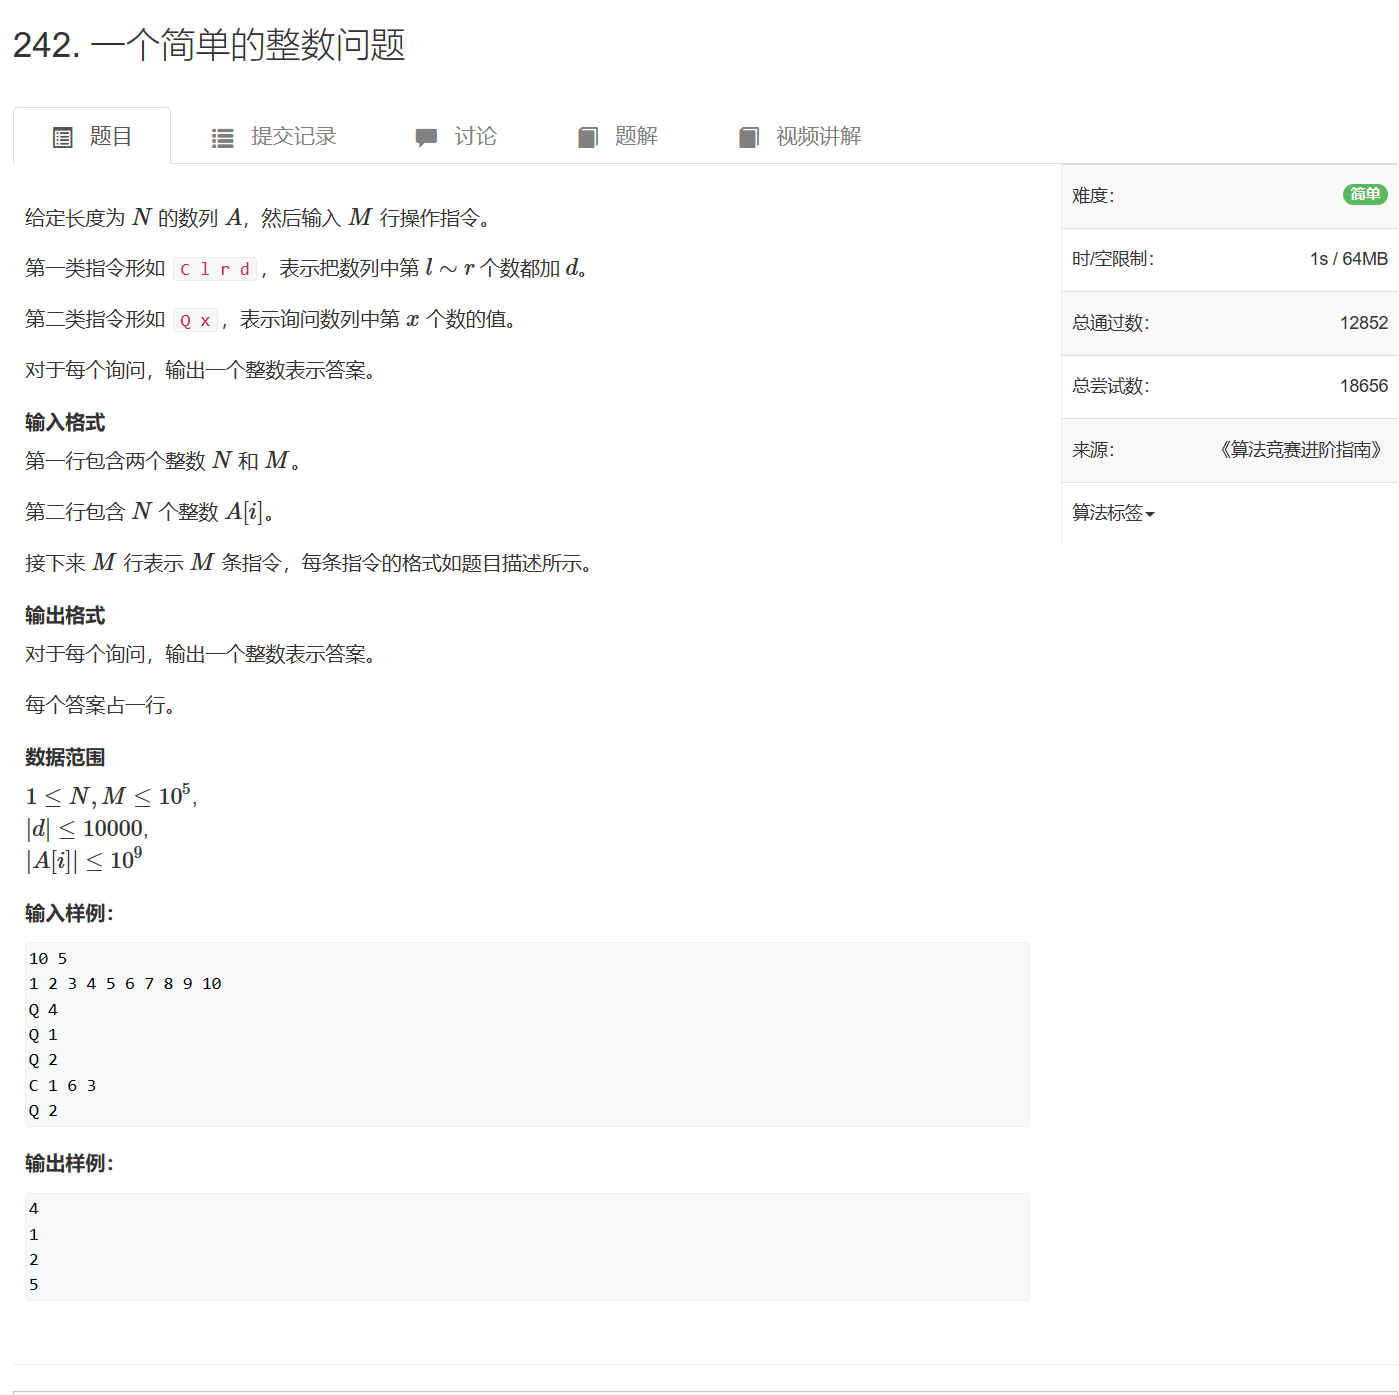 242. 一个简单的整数问题
题目 提交记录 讨论 题解 视频讲解
给定长度为 N 的数列 A，然后输入 M 行操作指令。
第一类指令形如 C l r d ，表示把数列中第 l ∼ r 个数都加 d。
第二类指令形如 Q x ，表示询问数列中第 x 个数的值。
对于每个询问，输出一个整数表示答案。
输入格式
第一行包含两个整数 N 和 M。
第二行包含 N 个整数 A[i]。
接下来 M 行表示 M 条指令，每条指令的格式如题目描述所示。
输出格式
对于每个询问，输出一个整数表示答案。
每个答案占一行。
数据范围
1 ≤ N, M ≤ 10⁵,
|d| ≤ 10000,
|A[i]| ≤ 10⁹
输入样例：
10 5
1 2 3 4 5 6 7 8 9 10
Q 4
Q 1
Q 2
C 1 6 3
Q 2
输出样例：
4
1
2
5
难度： 简单
时/空限制： 1s / 64MB
总通过数： 12852
总尝试数： 18656
来源： 《算法竞赛进阶指南》
算法标签